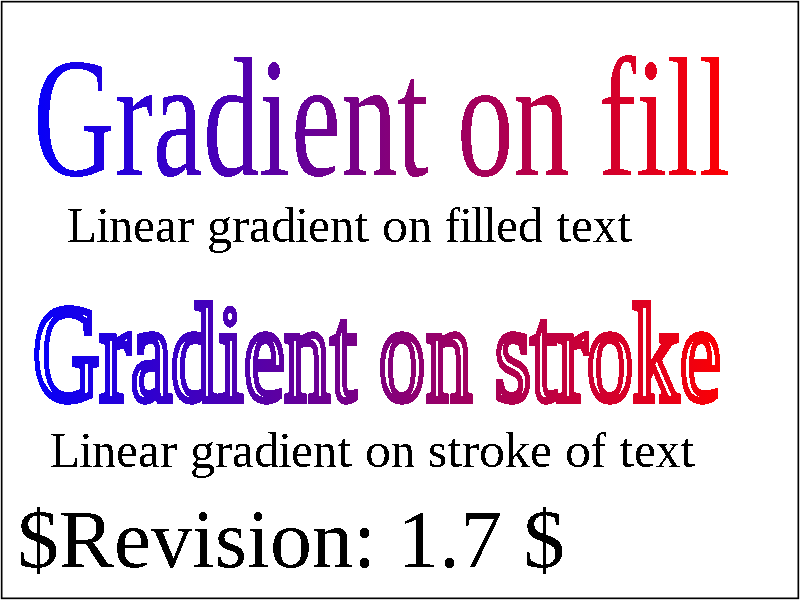 Gradient on fill
Linear gradient on filled text
Gradient on stroke
Linear gradient on stroke of text
$Revision: 1.7 $